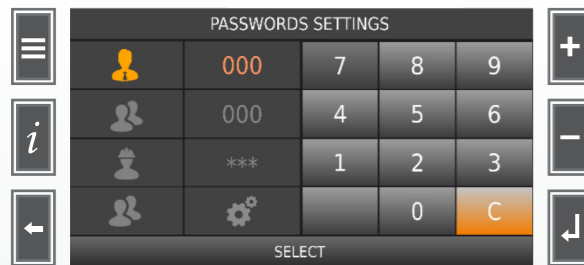 PASSWORDS SETTINGS
000 7 8 9
000 4 5 6
i *** 1 2 3
0 C
SELECT